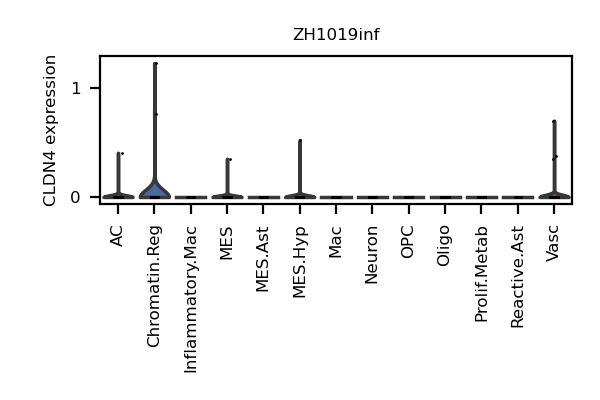 ZH1019inf
CLDN4 expression
1
0
AC
Chromatin.Reg
Inflammatory.Mac
MES
MES.Ast
MES.Hyp
Mac
Neuron
OPC
Oligo
Prolif.Metab
Reactive.Ast
Vasc